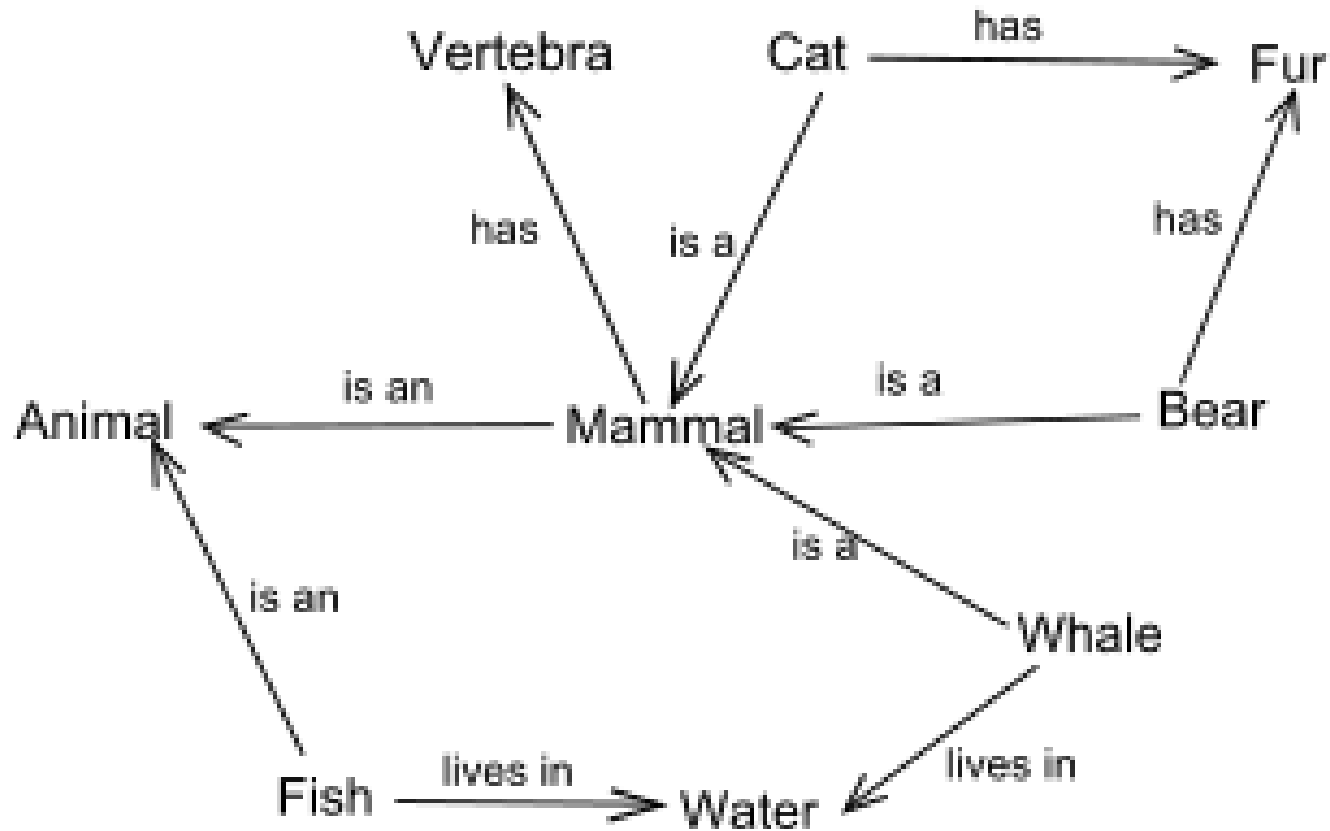 Vertebra
Cat
has
Fur
has
is a
has
Animal
is an
Mammal
is a
Bear
is an
is a
Whale
Fish
lives in
Water
lives in